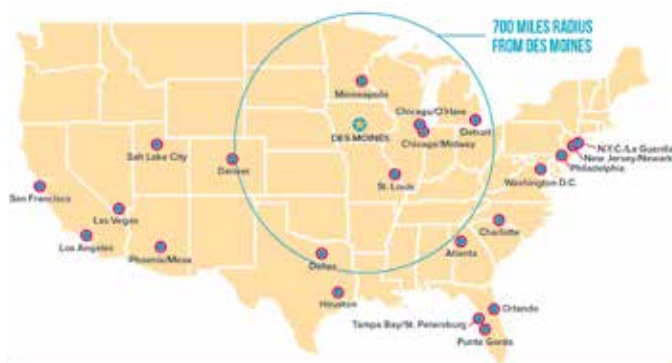 700 MILES RADIUS
FROM DES MOINES
Minneapolis
Chicago/O'Hare
DES MOINES
Detroit
Chicago/Midway
N.Y.C./La Guardia
New Jersey/Newark
Philadelphia
Salt Lake City
Denver
St. Louis
Washington D.C.
San Francisco
Las Vegas
Charlotte
Los Angeles
Phoenix/Mesa
Dallas
Atlanta
Houston
Orlando
Tampa Bay/St. Petersburg
Punta Gorda